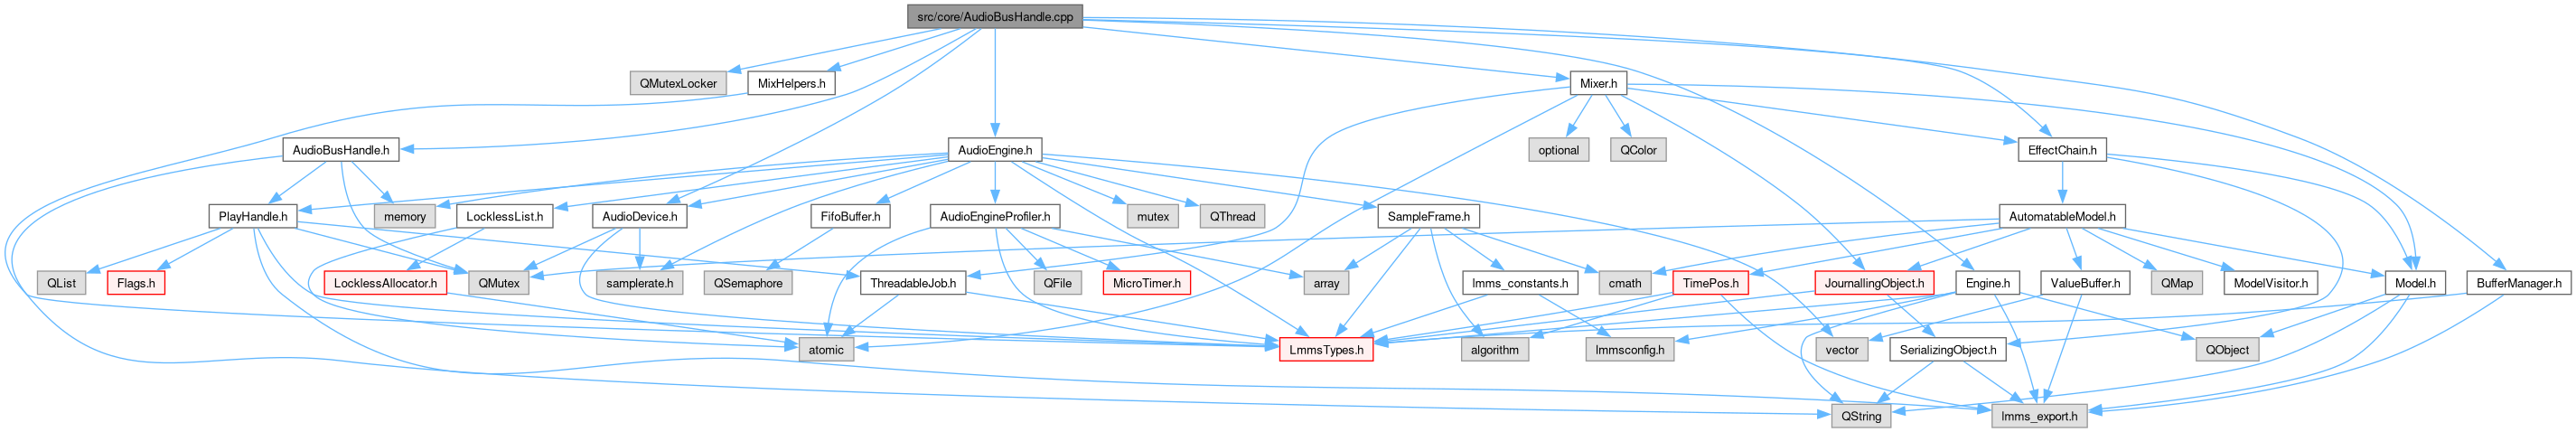 src/core/AudioBusHandle.cpp
QMutexLocker
MixHelpers.h
Mixer.h
AudioBusHandle.h
AudioEngine.h
optional
QColor
EffectChain.h
PlayHandle.h
memory
LocklessList.h
AudioDevice.h
FifoBuffer.h
AudioEngineProfiler.h
mutex
QThread
SampleFrame.h
AutomatableModel.h
QList
Flags.h
LocklessAllocator.h
QMutex
samplerate.h
QSemaphore
ThreadableJob.h
QFile
MicroTimer.h
array
lmms_constants.h
cmath
TimePos.h
JournallingObject.h
Engine.h
ValueBuffer.h
QMap
ModelVisitor.h
Model.h
BufferManager.h
atomic
LmmsTypes.h
algorithm
lmmsconfig.h
vector
SerializingObject.h
QObject
QString
lmms_export.h